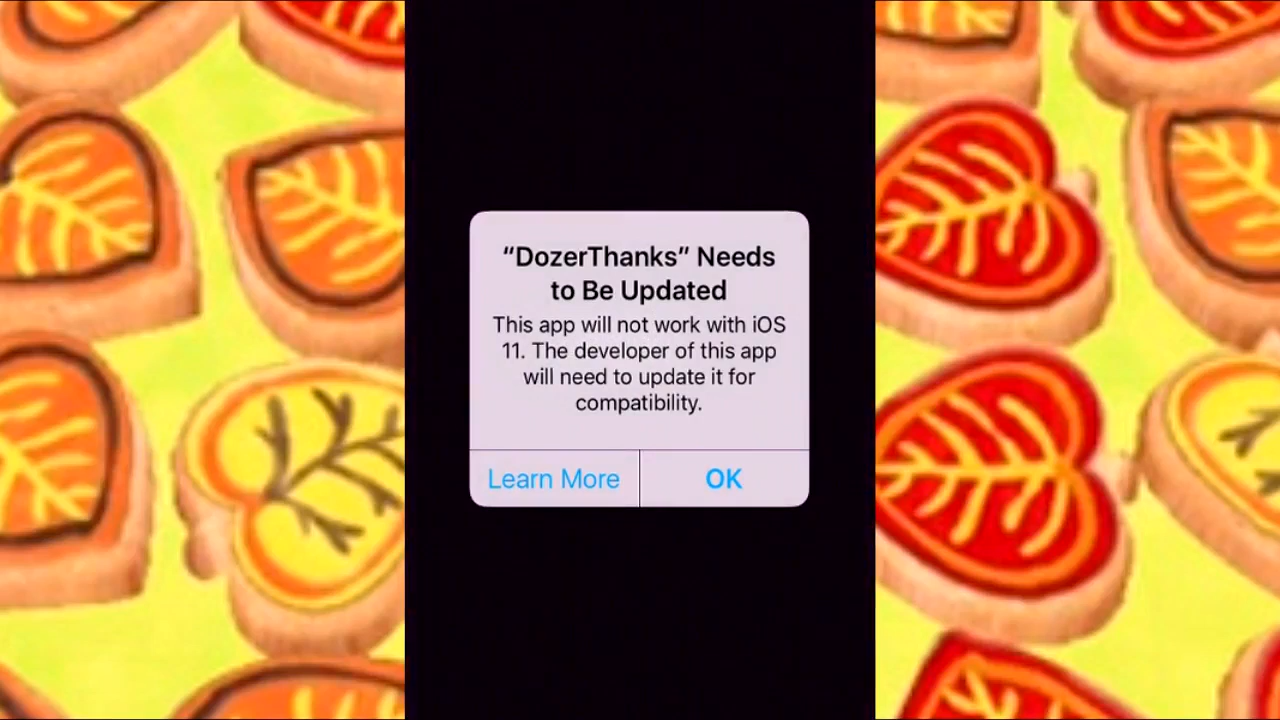 “DozerThanks” Needs
to Be Updated
This app will not work with iOS
11. The developer of this app
will need to update it for
compatibility.
Learn More
OK